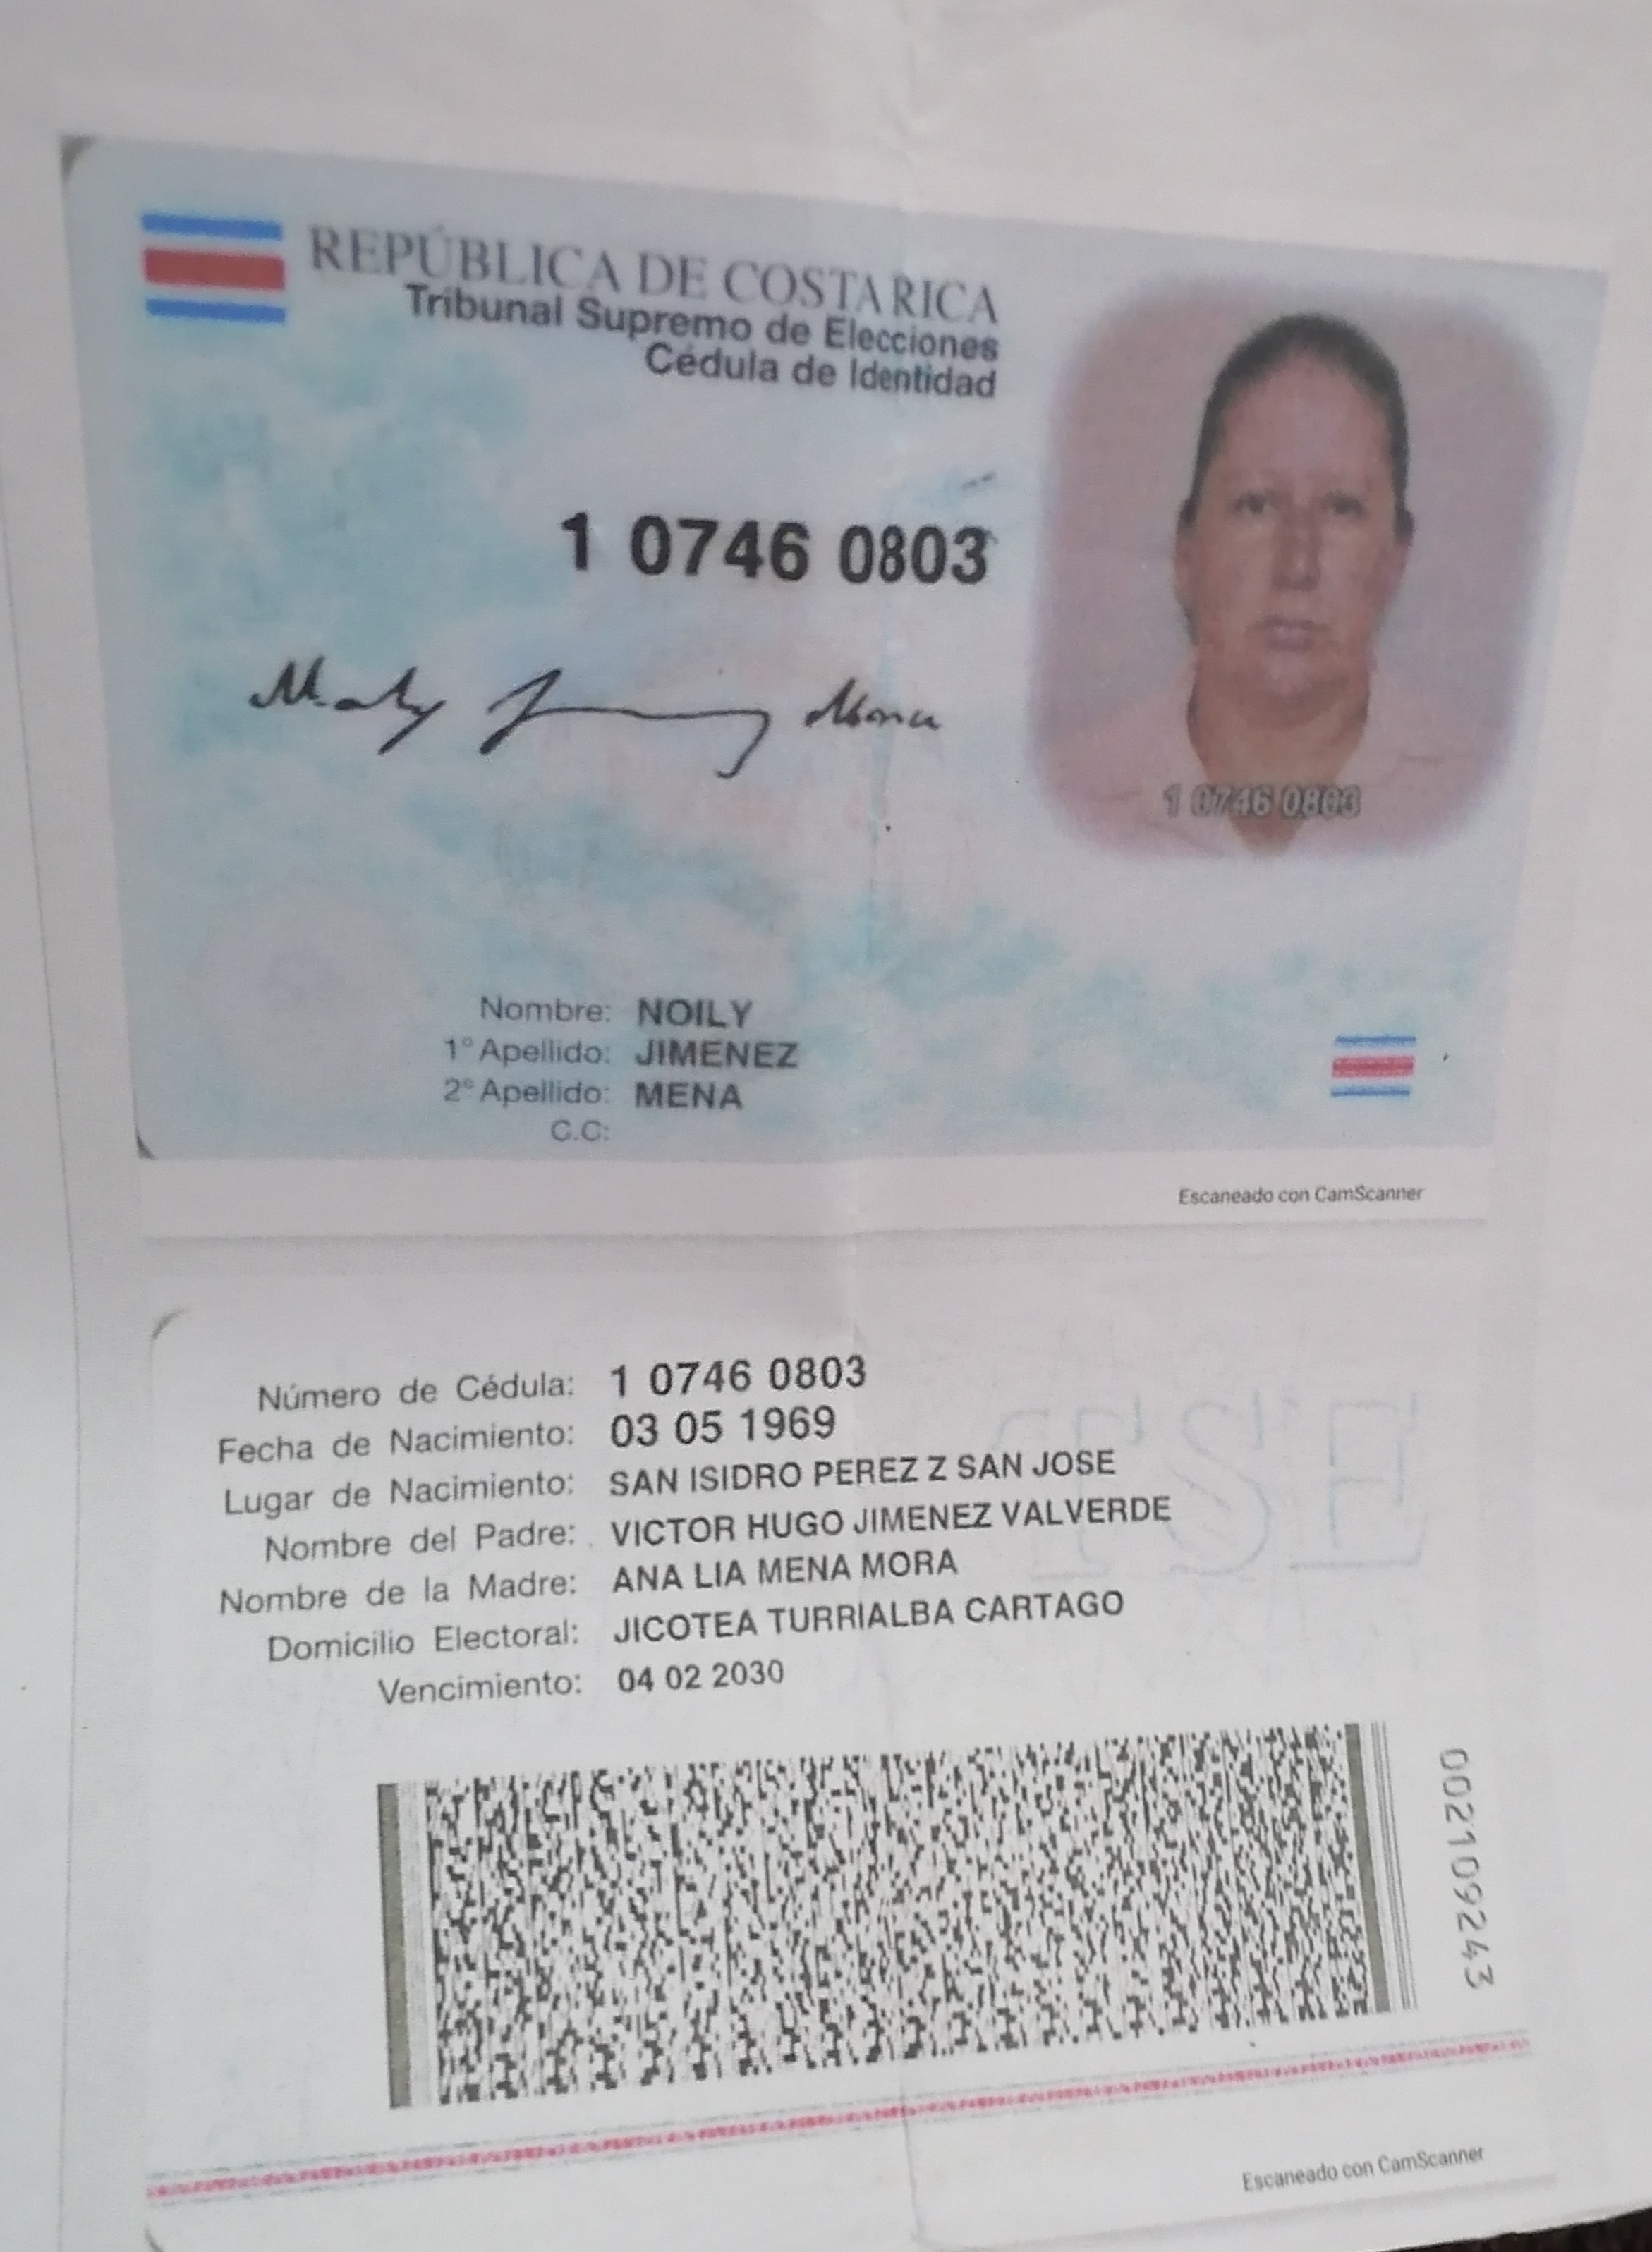 REPÚBLICA DE COSTA RICA
Tribunal Supremo de Elecciones
Cédula de Identidad
1 0746 0803
1 0746 0803
Nombre: NOILY
1° Apellido: JIMENEZ
2° Apellido: MENA
C.C:
Escaneado con CamScanner
Número de Cédula: 1 0746 0803
Fecha de Nacimiento: 03 05 1969
Lugar de Nacimiento: SAN ISIDRO PEREZ Z SAN JOSE
Nombre del Padre: VICTOR HUGO JIMENEZ VALVERDE
Nombre de la Madre: ANA LIA MENA MORA
Domicilio Electoral: JICOTEA TURRIALBA CARTAGO
Vencimiento: 04 02 2030
002109243
Escaneado con CamScanner